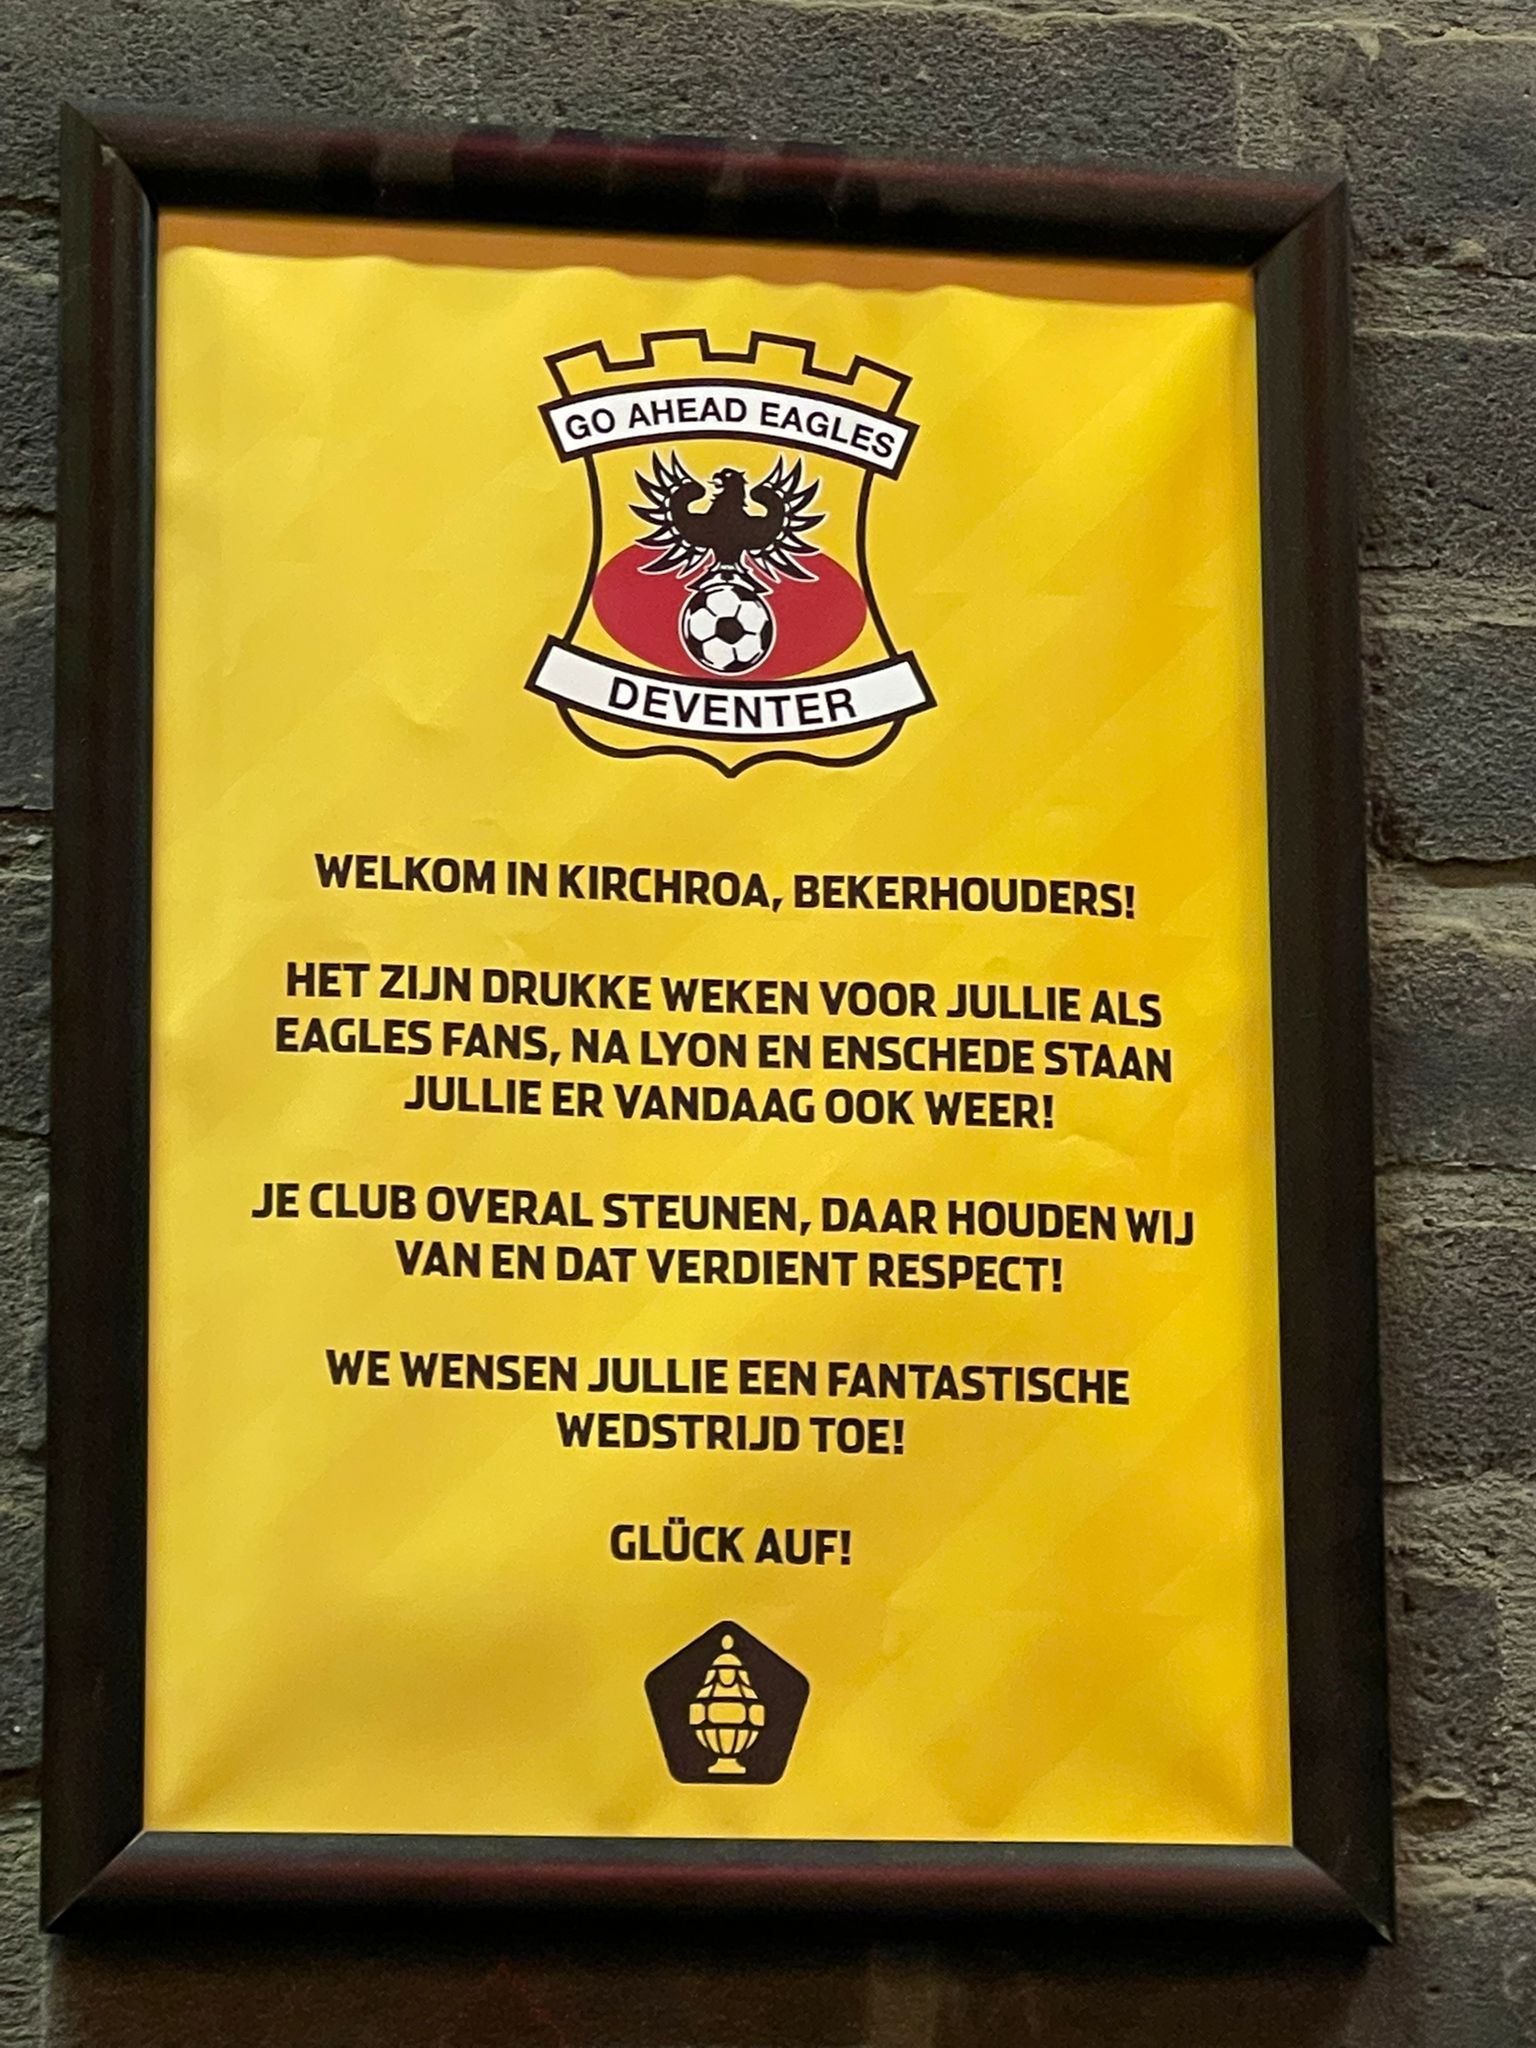 GO AHEAD EAGLES
DEVENTER
WELKOM IN KIRCHROA, BEKERHOUDERS!
HET ZIJN DRUKKE WEKEN VOOR JULLIE ALS
EAGLES FANS, NA LYON EN ENSCHEDE STAAN
JULLIE ER VANDAAG OOK WEER!
JE CLUB OVERAL STEUNEN, DAAR HOUDEN WIJ
VAN EN DAT VERDIENT RESPECT!
WE WENSEN JULLIE EEN FANTASTISCHE
WEDSTRIJD TOE!
GLÜCK AUF!